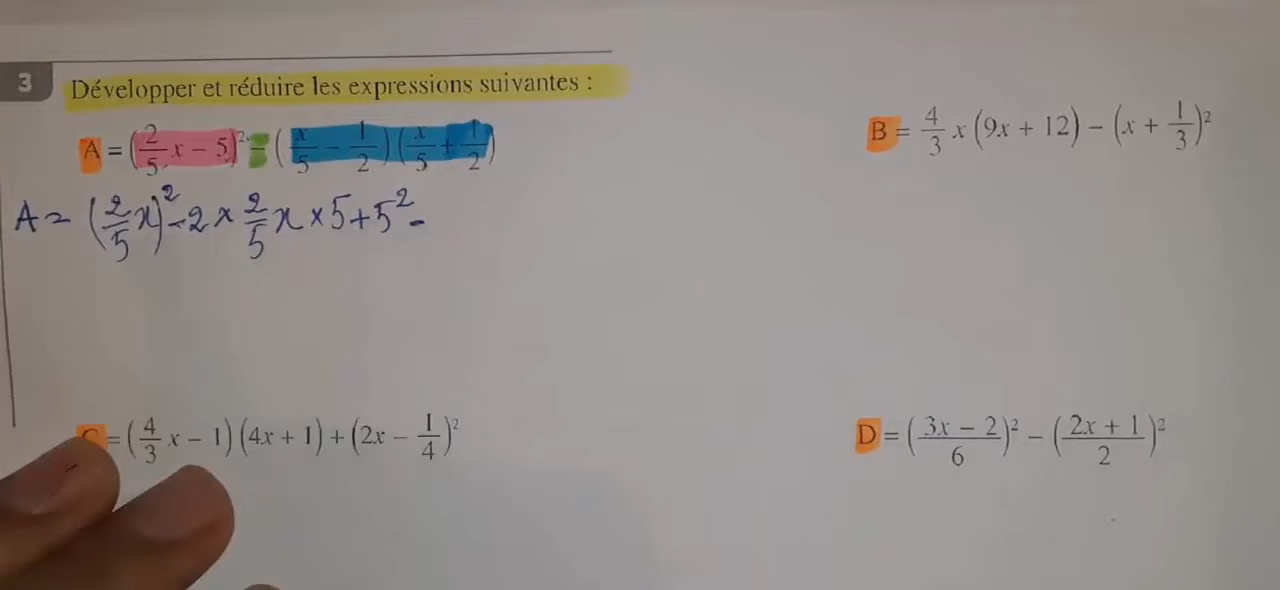 3 Développer et réduire les expressions suivantes :
A = (2/5 x − 5)² − (x/5 − 1/2)(x/5 + 1/2)
B = 4/3 x (9x + 12) − (x + 1/3)²
A = (2/5 x)² - 2 × 2/5 x × 5 + 5² -
C = (4/3 x − 1)(4x + 1) + (2x − 1/4)²
D = ((3x − 2)/6)² − ((2x + 1)/2)²